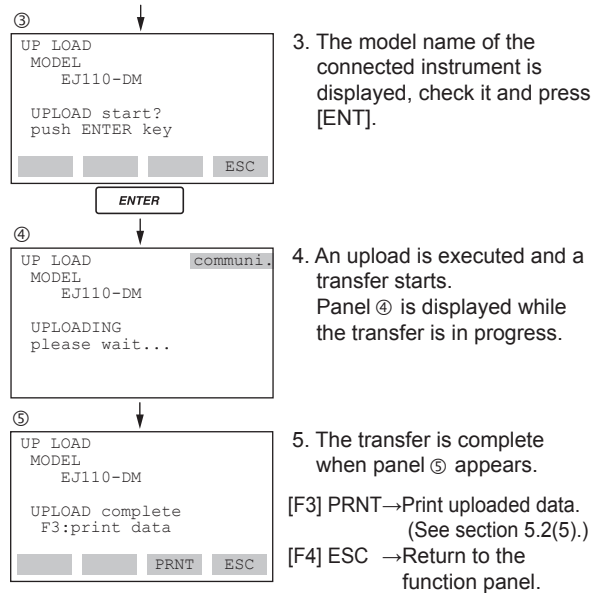 ③
UP LOAD
MODEL
EJ110-DM
UPLOAD start?
push ENTER key
ESC
3. The model name of the
connected instrument is
displayed, check it and press
[ENT].
ENTER
④
UP LOAD communi.
MODEL
EJ110-DM
UPLOADING
please wait...
4. An upload is executed and a
transfer starts.
Panel ④ is displayed while
the transfer is in progress.
⑤
UP LOAD
MODEL
EJ110-DM
UPLOAD complete
F3:print data
PRNT ESC
5. The transfer is complete
when panel ⑤ appears.
[F3] PRNT→Print uploaded data.
(See section 5.2(5).)
[F4] ESC →Return to the
function panel.